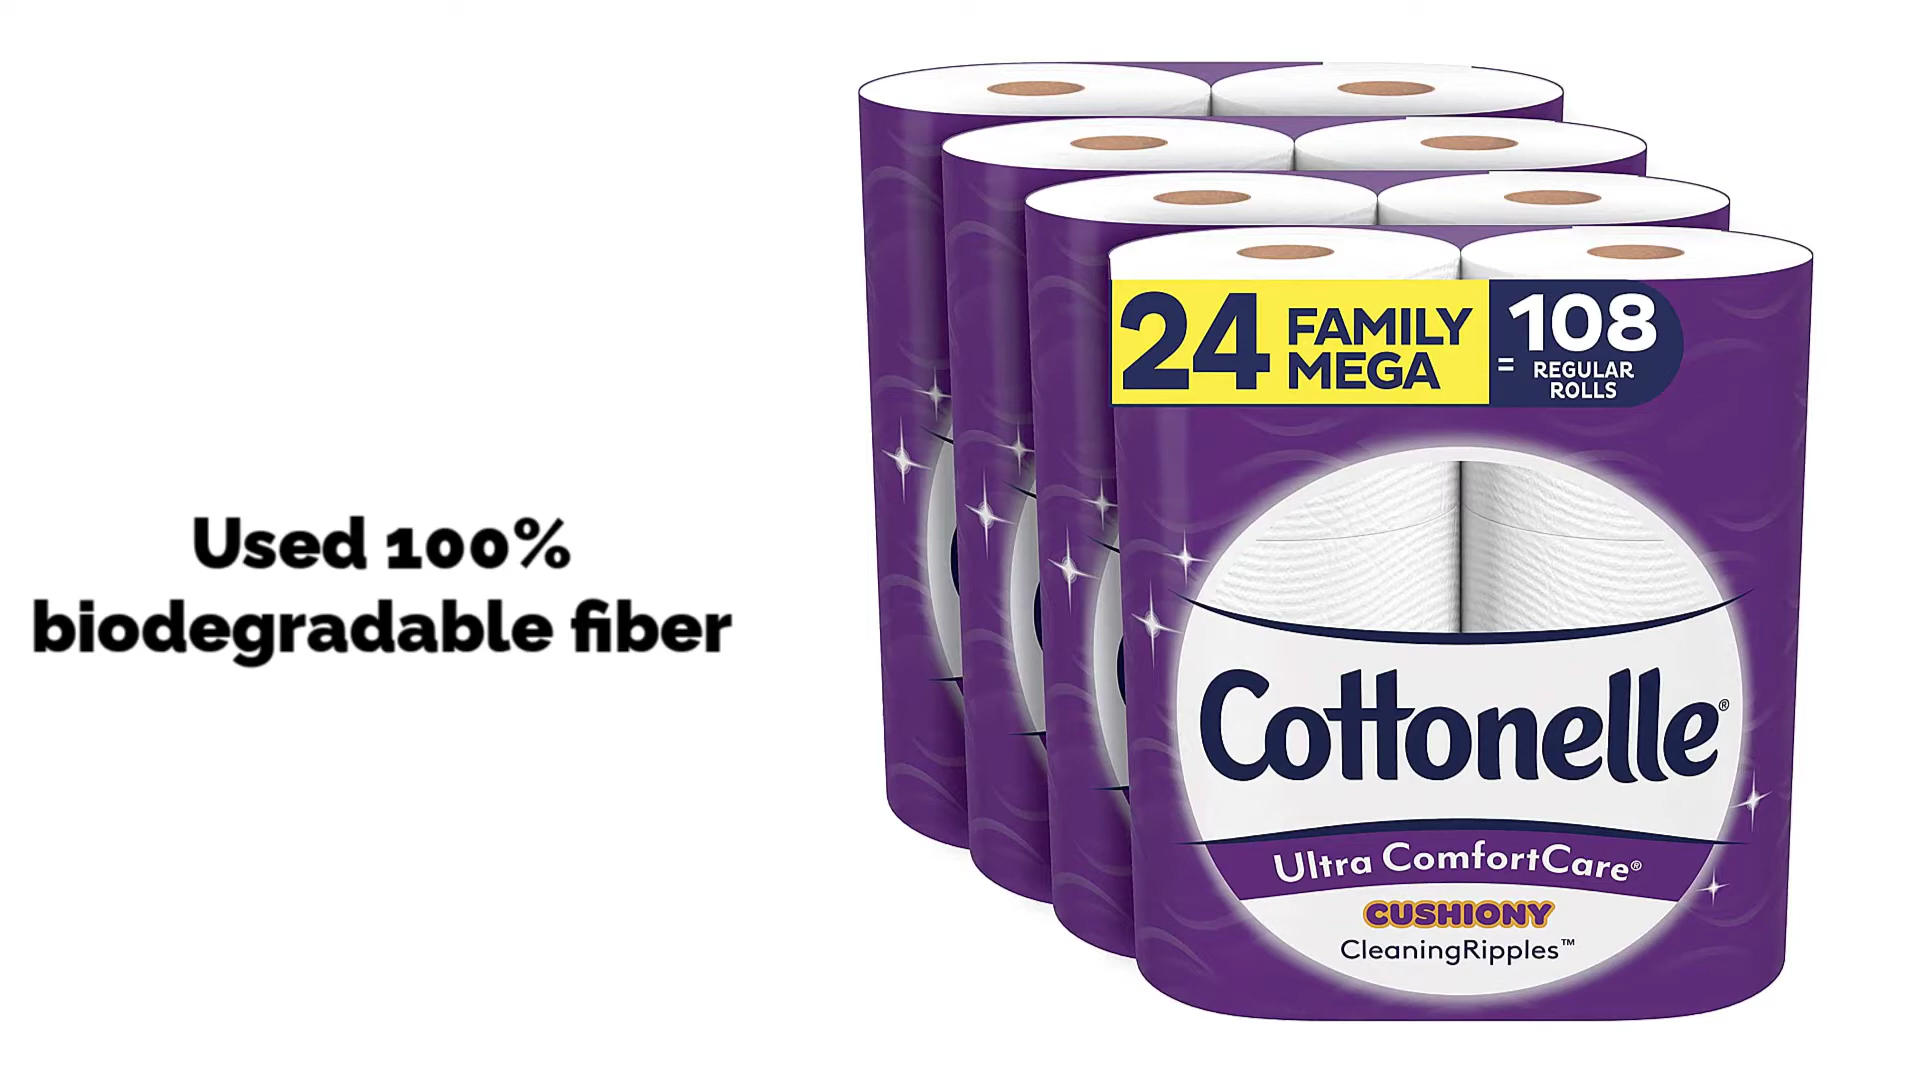 Used 100%
biodegradable fiber
24 FAMILY MEGA = 108 REGULAR ROLLS
Cottonelle®
Ultra ComfortCare®
CUSHIONY
CleaningRipples™